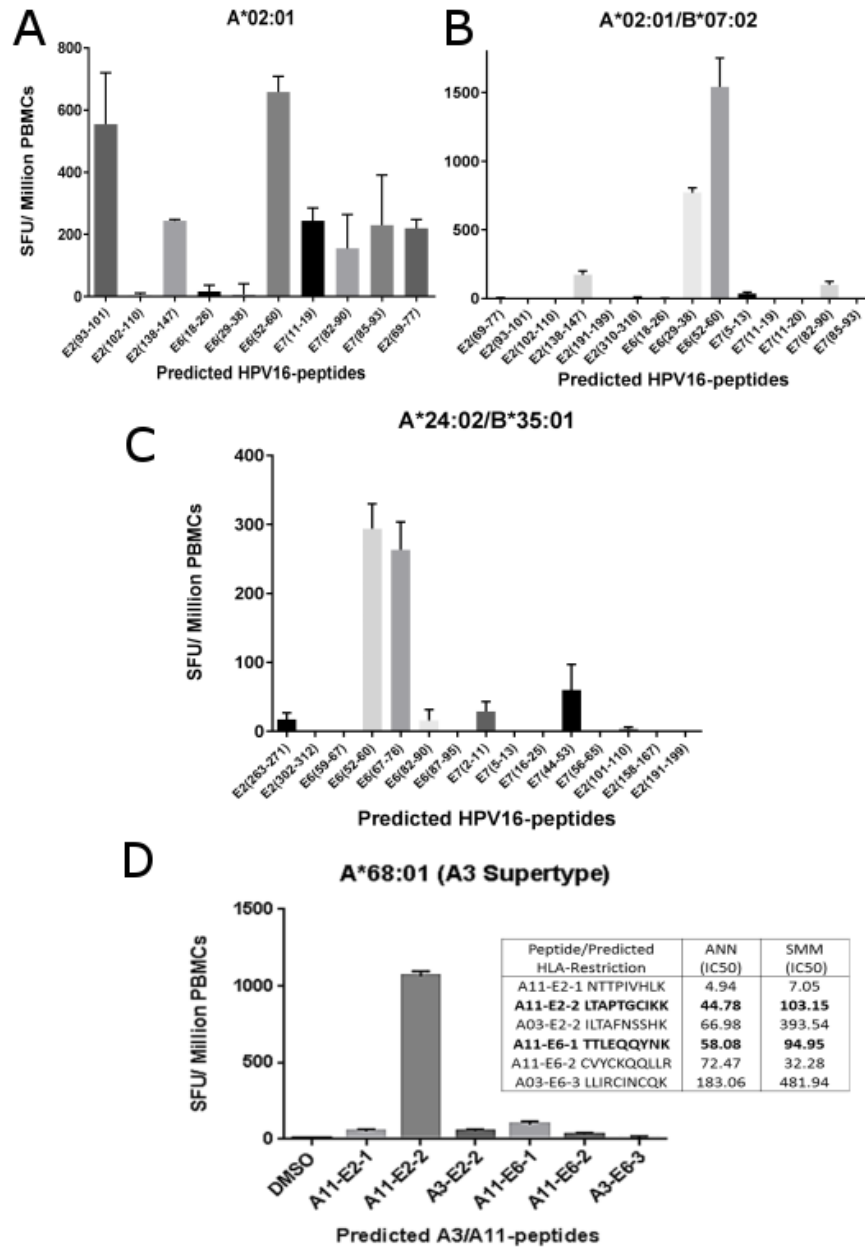 A
A*02:01
SFU/ Million PBMCs
800
600
400
200
0
E2(93-101)
E2(102-110)
E2(138-147)
E6(18-26)
E6(29-38)
E6(52-60)
E7(11-19)
E7(82-90)
E7(85-93)
E2(69-77)
Predicted HPV16-peptides
B
A*02:01/B*07:02
SFU/ Million PBMCs
1500
1000
500
0
E2(69-77)
E2(93-101)
E2(102-110)
E2(138-147)
E2(191-199)
E2(310-318)
E6(18-26)
E6(29-38)
E6(52-60)
E7(5-13)
E7(11-19)
E7(11-20)
E7(82-90)
E7(85-93)
Predicted HPV16-peptides
C
A*24:02/B*35:01
SFU/ Million PBMCs
400
300
200
100
0
E2(263-271)
E2(302-312)
E6(59-67)
E6(52-60)
E6(67-76)
E6(82-90)
E6(87-95)
E7(2-11)
E7(5-13)
E7(16-25)
E7(44-53)
E7(56-65)
E2(101-110)
E2(158-167)
E2(191-199)
Predicted HPV16-peptides
D
A*68:01 (A3 Supertype)
SFU/ Million PBMCs
1500
1000
500
0
DMSO
A11-E2-1
A11-E2-2
A3-E2-2
A11-E6-1
A11-E6-2
A3-E6-3
Predicted A3/A11-peptides
Peptide/Predicted HLA-Restriction ANN (IC50) SMM (IC50)
A11-E2-1 NTTPIVHLK 4.94 7.05
A11-E2-2 LTAPTGCIKK 44.78 103.15
A03-E2-2 ILTAFNSSHK 66.98 393.54
A11-E6-1 TTLEQQYNK 58.08 94.95
A11-E6-2 CVYCKQQLLR 72.47 32.28
A03-E6-3 LLIRCINCQK 183.06 481.94